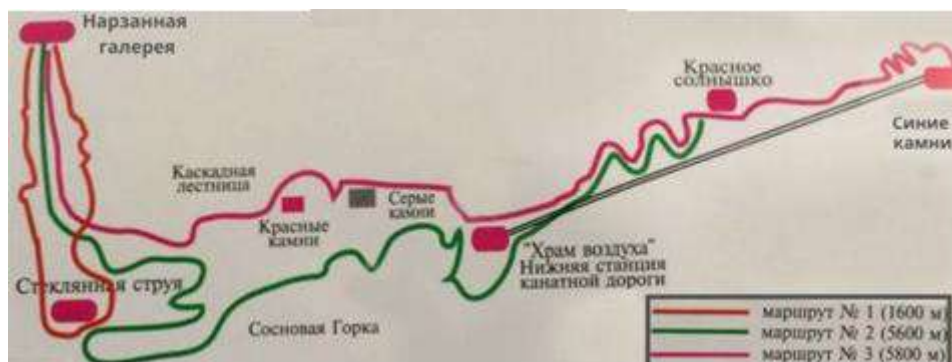 Нарзанная
галерея
Красное
солнышко
Синие
камни
Каскадная
лестница
Серые
камни
Красные
камни
"Храм воздуха"
Нижняя станция
канатной дороги
Стеклянная струя
Сосновая Горка
маршрут № 1 (1600 м)
маршрут № 2 (5600 м)
маршрут № 3 (5800 м)